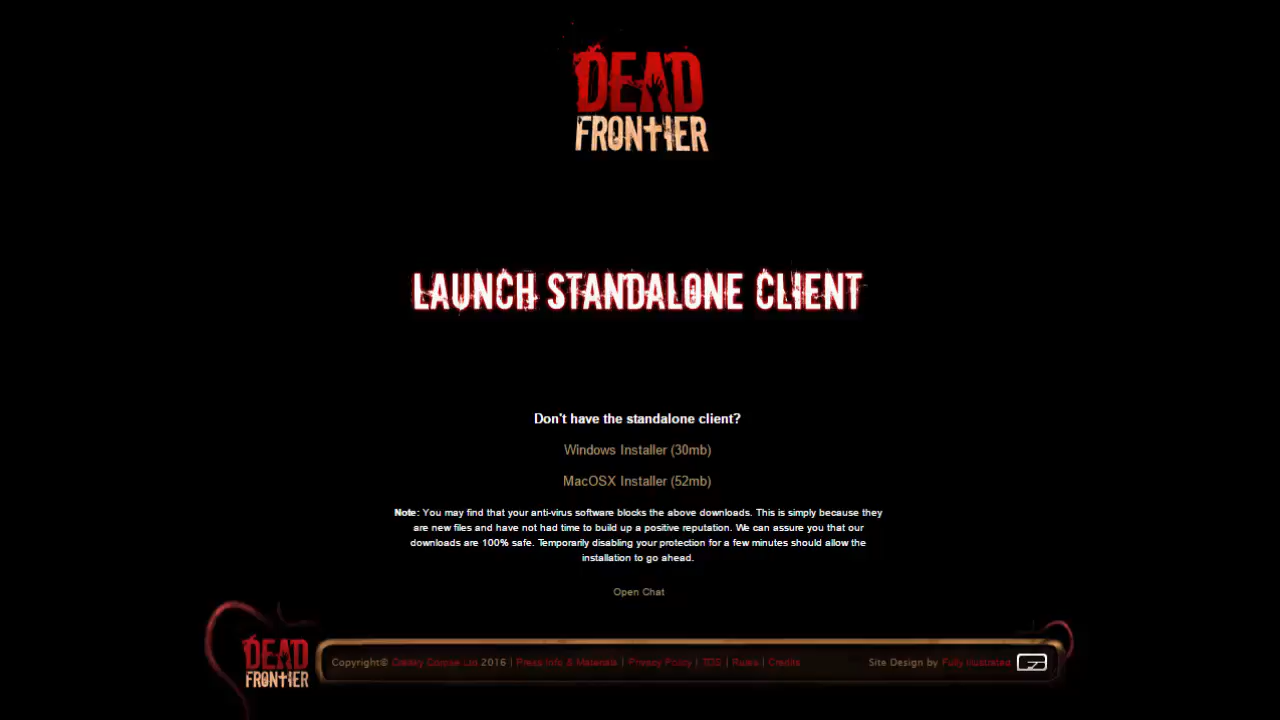 DEAD
FRONTIER
LAUNCH STANDALONE CLIENT
Don't have the standalone client?
Windows Installer (30mb)
MacOSX Installer (52mb)
Note: You may find that your anti-virus software blocks the above downloads. This is simply because they
are new files and have not had time to build up a positive reputation. We can assure you that our
downloads are 100% safe. Temporarily disabling your protection for a few minutes should allow the
installation to go ahead.
Open Chat
DEAD
FRONTIER
Copyright© Creaky Corpse Ltd 2016 | Press Info & Materials | Privacy Policy | TOS | Rules | Credits
Site Design by Fully Illustrated